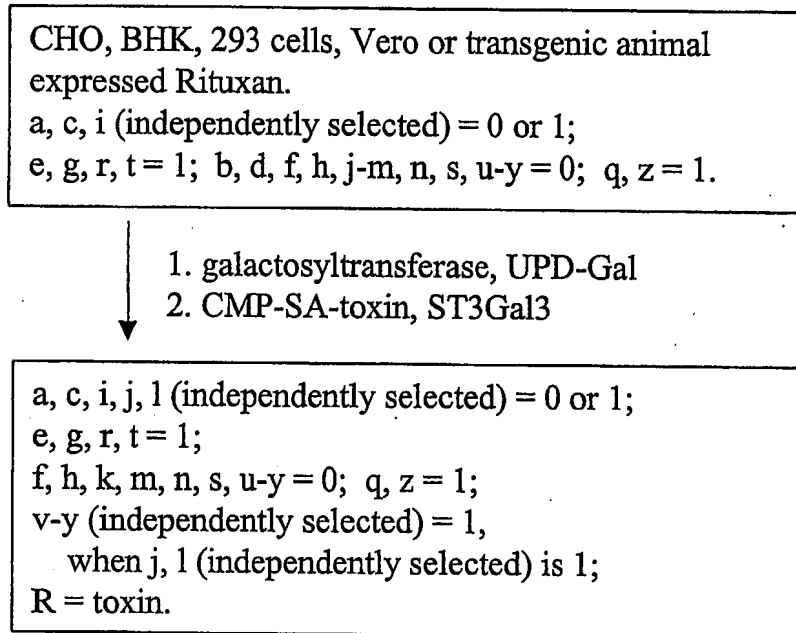 CHO, BHK, 293 cells, Vero or transgenic animal
expressed Rituxan.
a, c, i (independently selected) = 0 or 1;
e, g, r, t = 1; b, d, f, h, j-m, n, s, u-y = 0; q, z = 1.
1. galactosyltransferase, UPD-Gal
2. CMP-SA-toxin, ST3Gal3
a, c, i, j, l (independently selected) = 0 or 1;
e, g, r, t = 1;
f, h, k, m, n, s, u-y = 0; q, z = 1;
v-y (independently selected) = 1,
when j, l (independently selected) is 1;
R = toxin.